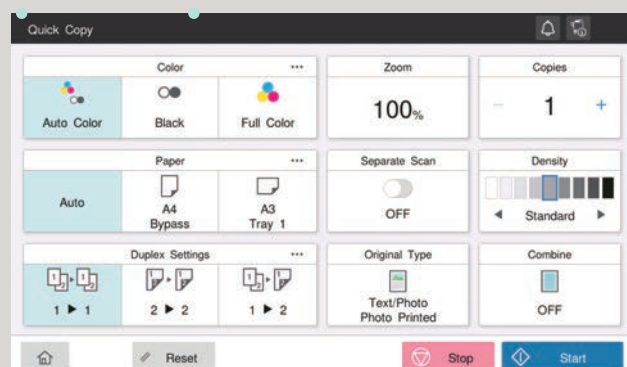 Quick Copy
Color
Zoom
Copies
Auto Color
Black
Full Color
100%
1
Paper
Separate Scan
Density
Auto
A4
Bypass
A3
Tray 1
OFF
Standard
Duplex Settings
Original Type
Combine
1 ▶ 1
2 ▶ 2
1 ▶ 2
Text/Photo
Photo Printed
OFF
Reset
Stop
Start